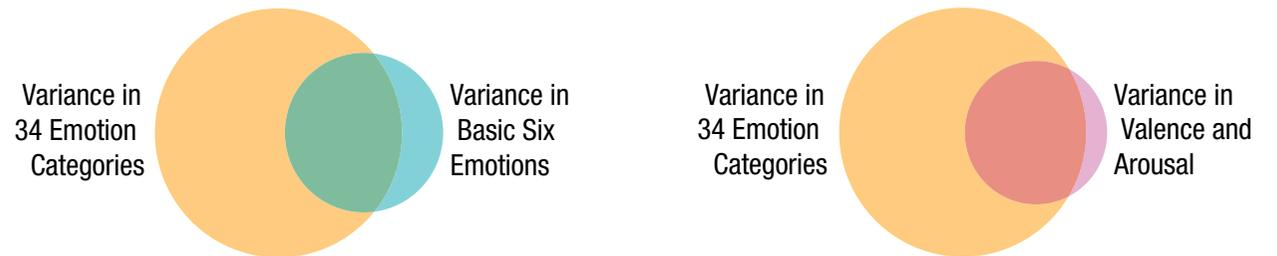 Variance in
34 Emotion
Categories
Variance in
Basic Six
Emotions
Variance in
34 Emotion
Categories
Variance in
Valence and
Arousal